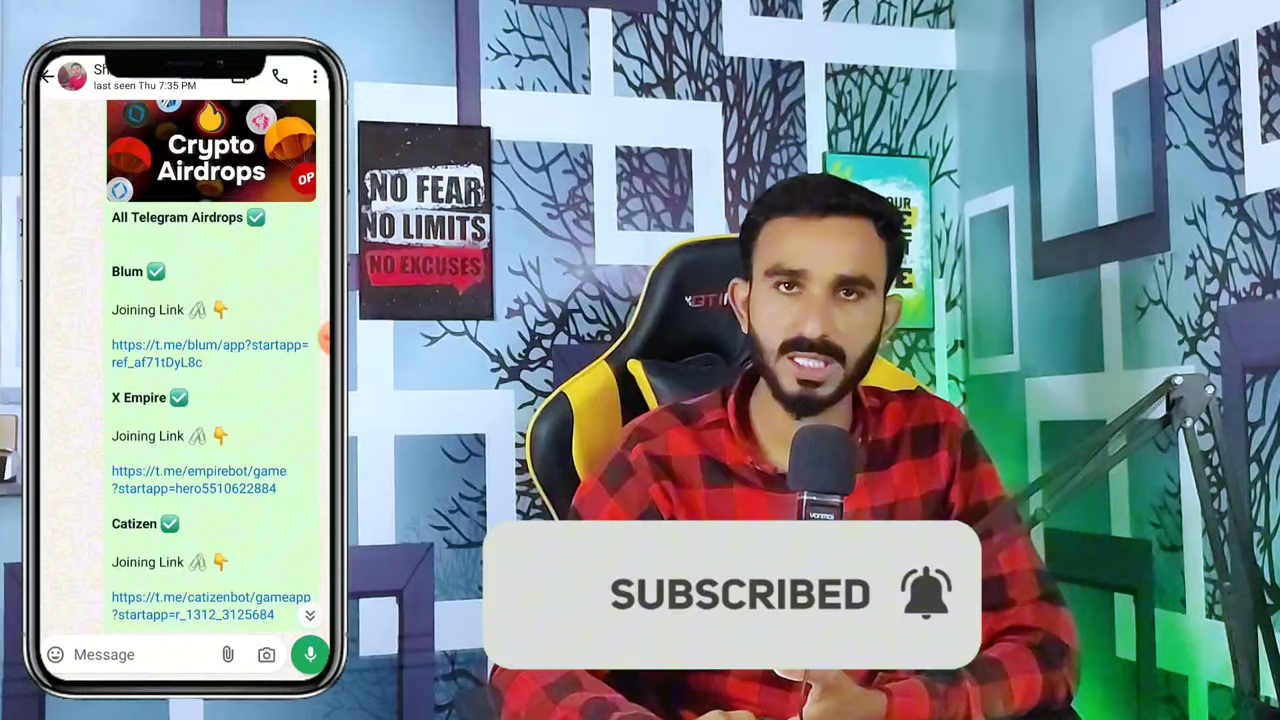 last seen Thu 7:35 PM
Crypto
Airdrops
OP
All Telegram Airdrops ✅
Blum ✅
Joining Link 🖇️ 👇
https://t.me/blum/app?startapp=
ref_af71tDyL8c
X Empire ✅
Joining Link 🖇️ 👇
https://t.me/empirebot/game
?startapp=hero5510622884
Catizen ✅
Joining Link 🖇️ 👇
https://t.me/catizenbot/gameapp
?startapp=r_1312_3125684
Message
NO FEAR
NO LIMITS
NO EXCUSES
SUBSCRIBED